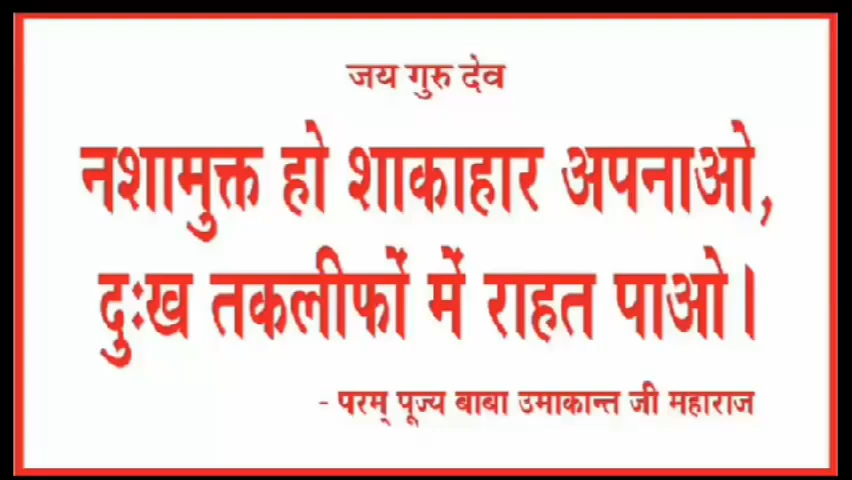 जय गुरु देव
नशामुक्त हो शाकाहार अपनाओ,
दुःख तकलीफों में राहत पाओ।
- परम् पूज्य बाबा उमाकान्त जी महाराज